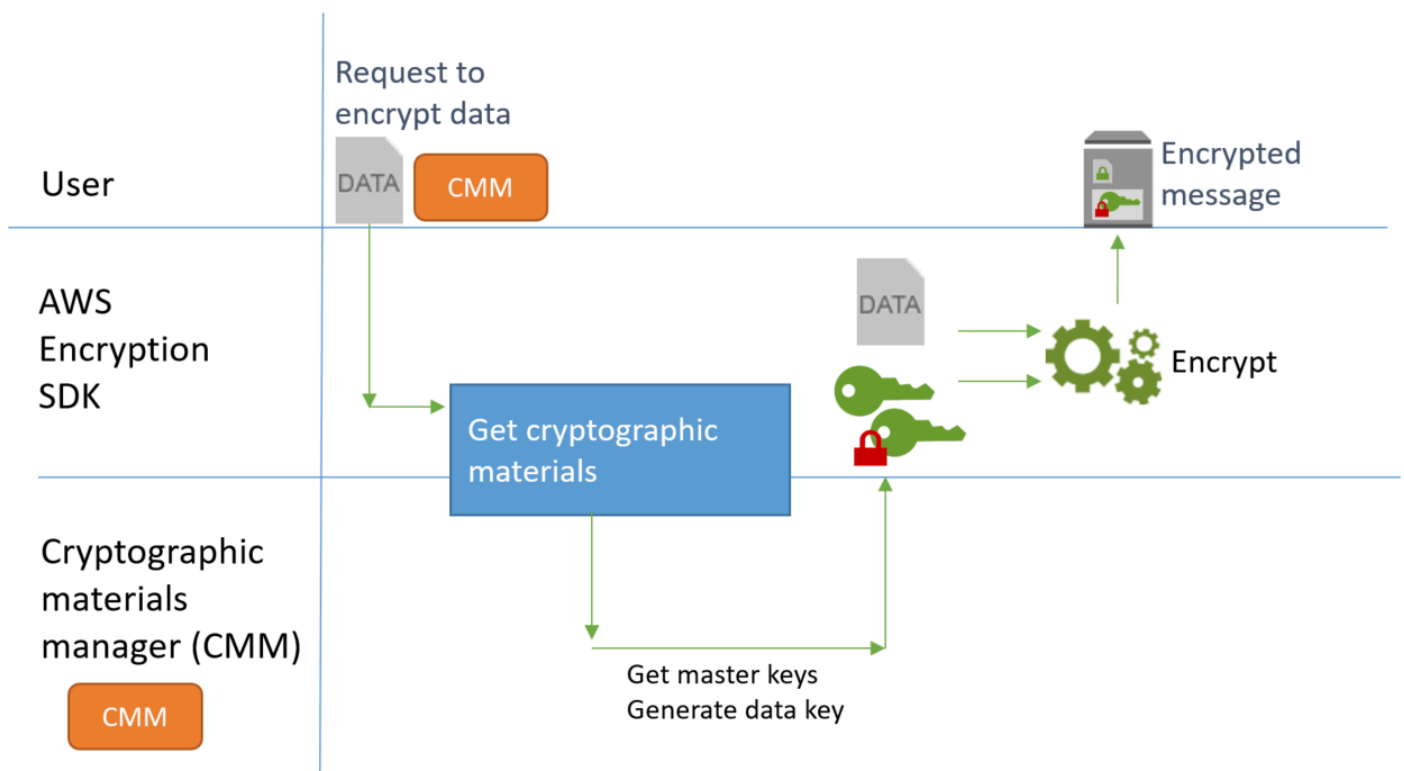 Request to
encrypt data
User
DATA
CMM
Encrypted
message
AWS
Encryption
SDK
DATA
Encrypt
Get cryptographic
materials
Cryptographic
materials
manager (CMM)
CMM
Get master keys
Generate data key